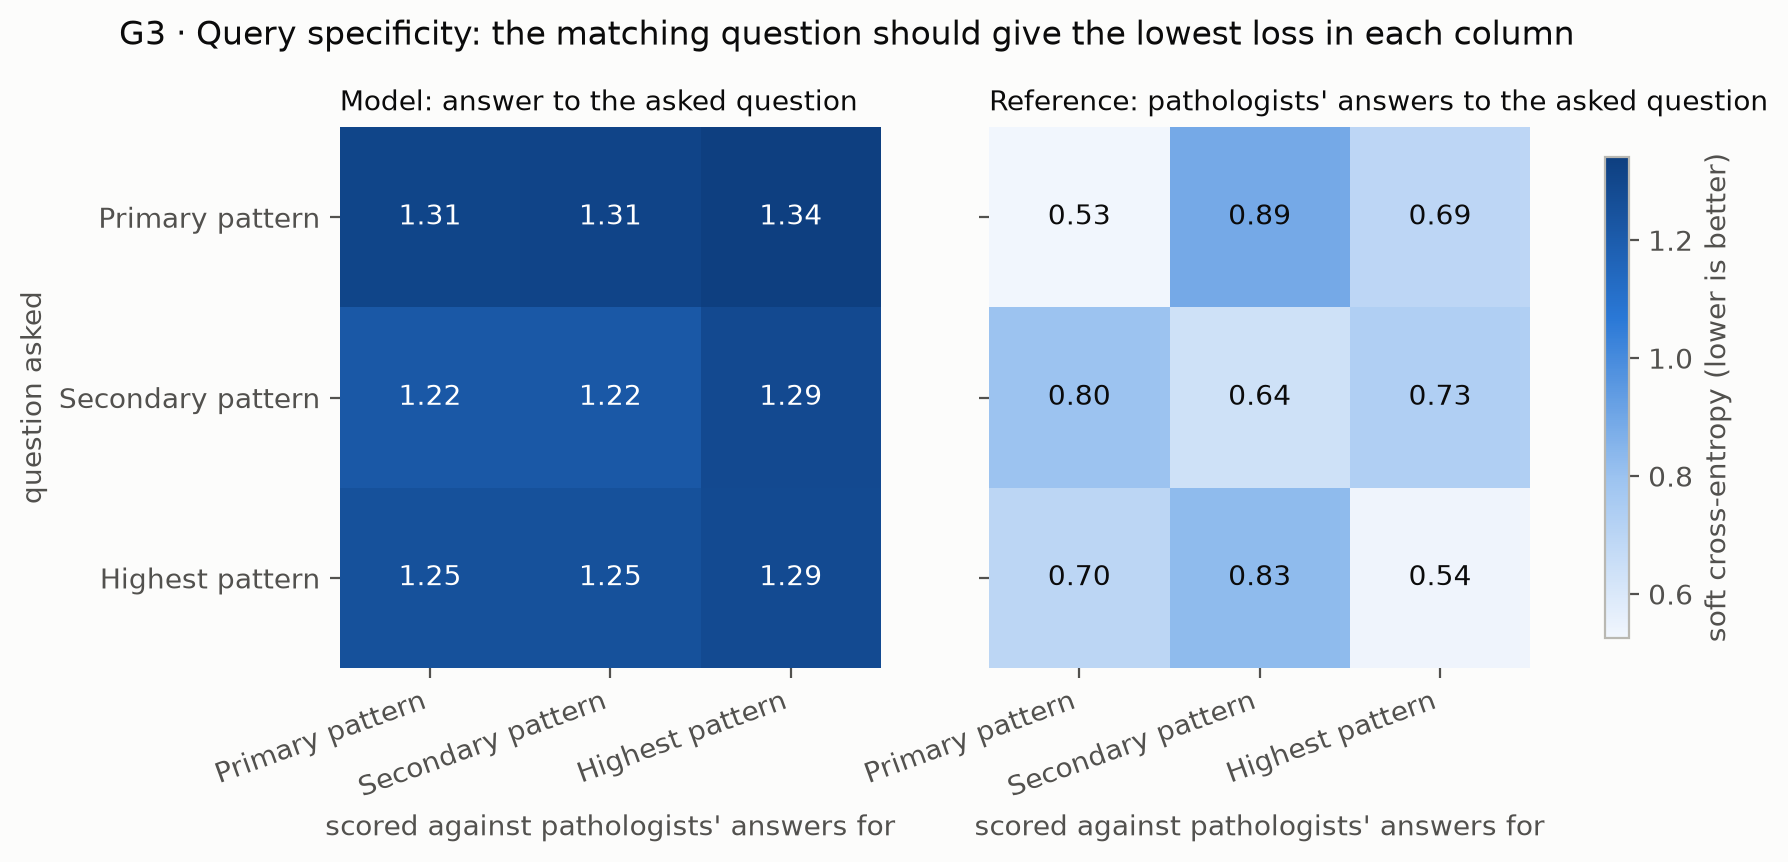 G3 · Query specificity: the matching question should give the lowest loss in each column
Model: answer to the asked question
question asked
Primary pattern
1.31 1.31 1.34
Secondary pattern
1.22 1.22 1.29
Highest pattern
1.25 1.25 1.29
Primary pattern
Secondary pattern
Highest pattern
scored against pathologists' answers for
Reference: pathologists' answers to the asked question
0.53 0.89 0.69
0.80 0.64 0.73
0.70 0.83 0.54
Primary pattern
Secondary pattern
Highest pattern
scored against pathologists' answers for
1.2
1.0
0.8
0.6
soft cross-entropy (lower is better)